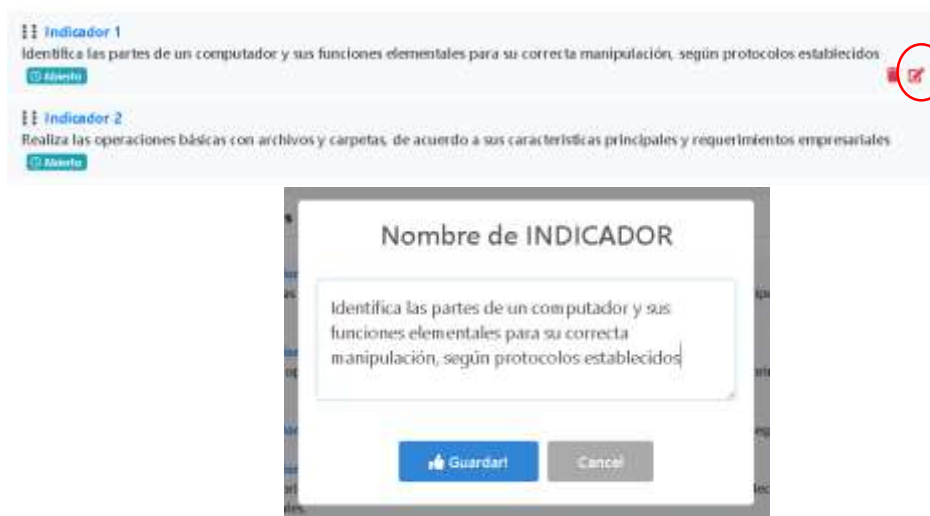 Indicador 1
Identifica las partes de un computador y sus funciones elementales para su correcta manipulación, según protocolos establecidos
Abierto
Indicador 2
Realiza las operaciones básicas con archivos y carpetas, de acuerdo a sus características principales y requerimientos empresariales
Abierto
Nombre de INDICADOR
Identifica las partes de un computador y sus
funciones elementales para su correcta
manipulación, según protocolos establecidos
Guardar!
Cancel